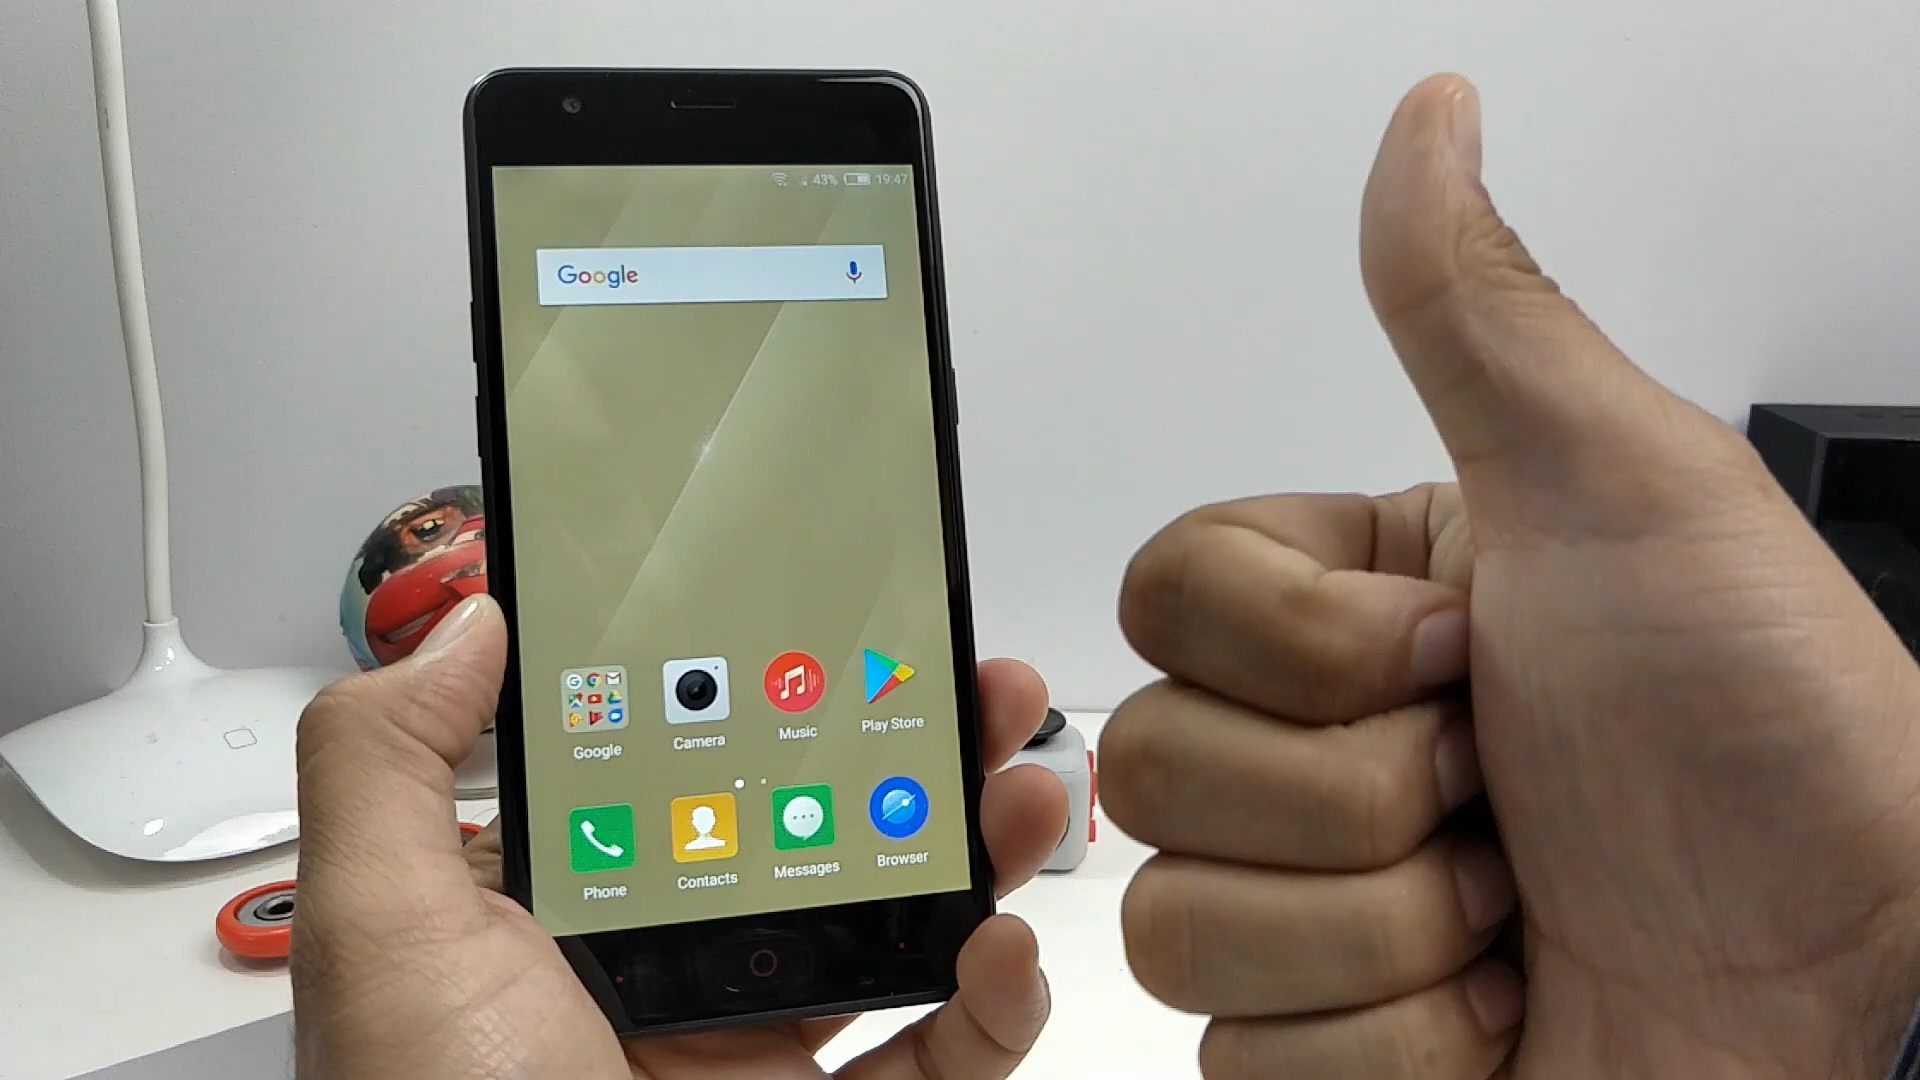 43% 19:47
Google
Google
Camera
Music
Play Store
Phone
Contacts
Messages
Browser